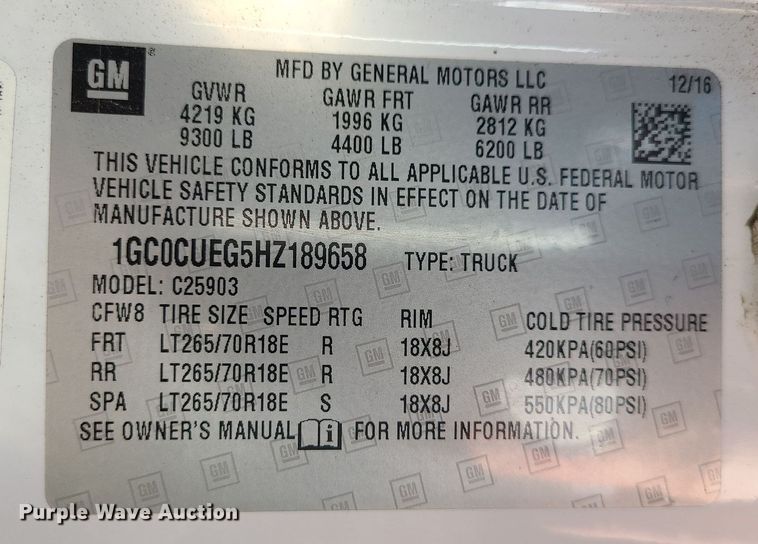 GM ®
MFD BY GENERAL MOTORS LLC 12/16
GVWR GAWR FRT GAWR RR
4219 KG 1996 KG 2812 KG
9300 LB 4400 LB 6200 LB
THIS VEHICLE CONFORMS TO ALL APPLICABLE U.S. FEDERAL MOTOR
VEHICLE SAFETY STANDARDS IN EFFECT ON THE DATE OF
MANUFACTURE SHOWN ABOVE.
1GC0CUEG5HZ189658 TYPE: TRUCK
MODEL: C25903
CFW8 TIRE SIZE SPEED RTG RIM COLD TIRE PRESSURE
FRT LT265/70R18E R 18X8J 420KPA(60PSI)
RR LT265/70R18E R 18X8J 480KPA(70PSI)
SPA LT265/70R18E S 18X8J 550KPA(80PSI)
SEE OWNER'S MANUAL i FOR MORE INFORMATION.
Purple Wave Auction